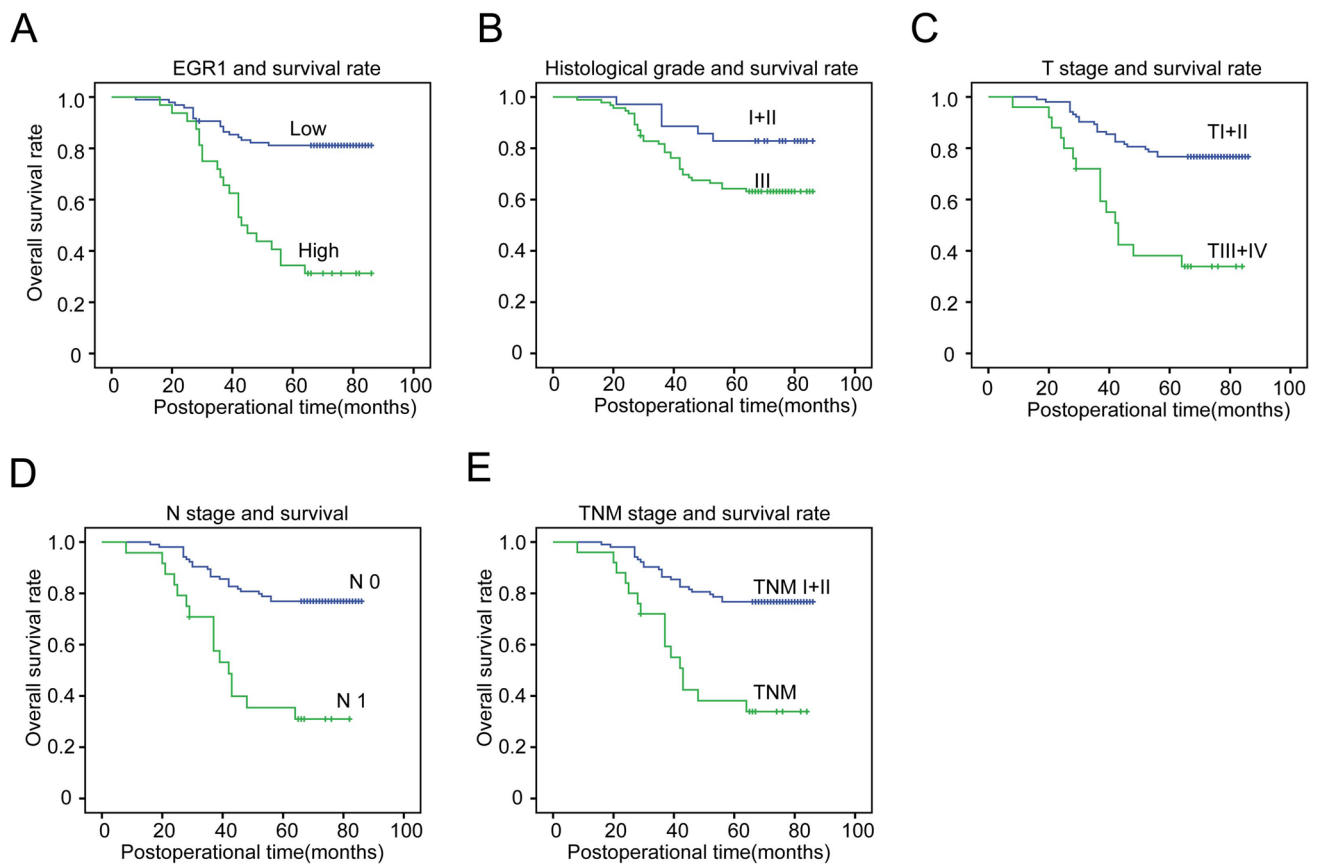 A
EGR1 and survival rate
Overall survival rate
1.0
0.8
0.6
0.4
0.2
0
Low
High
0 20 40 60 80 100
Postoperational time(months)
B
Histological grade and survival rate
1.0
0.8
0.6
0.4
0.2
0
I+II
III
0 20 40 60 80 100
Postoperational time(months)
C
T stage and survival rate
1.0
0.8
0.6
0.4
0.2
0
TI+II
TIII+IV
0 20 40 60 80 100
Postoperational time(months)
D
N stage and survival
Overall survival rate
1.0
0.8
0.6
0.4
0.2
0
N 0
N 1
0 20 40 60 80 100
Postoperational time(months)
E
TNM stage and survival rate
Overall survival rate
1.0
0.8
0.6
0.4
0.2
0
TNM I+II
TNM
0 20 40 60 80 100
Postoperational time(months)